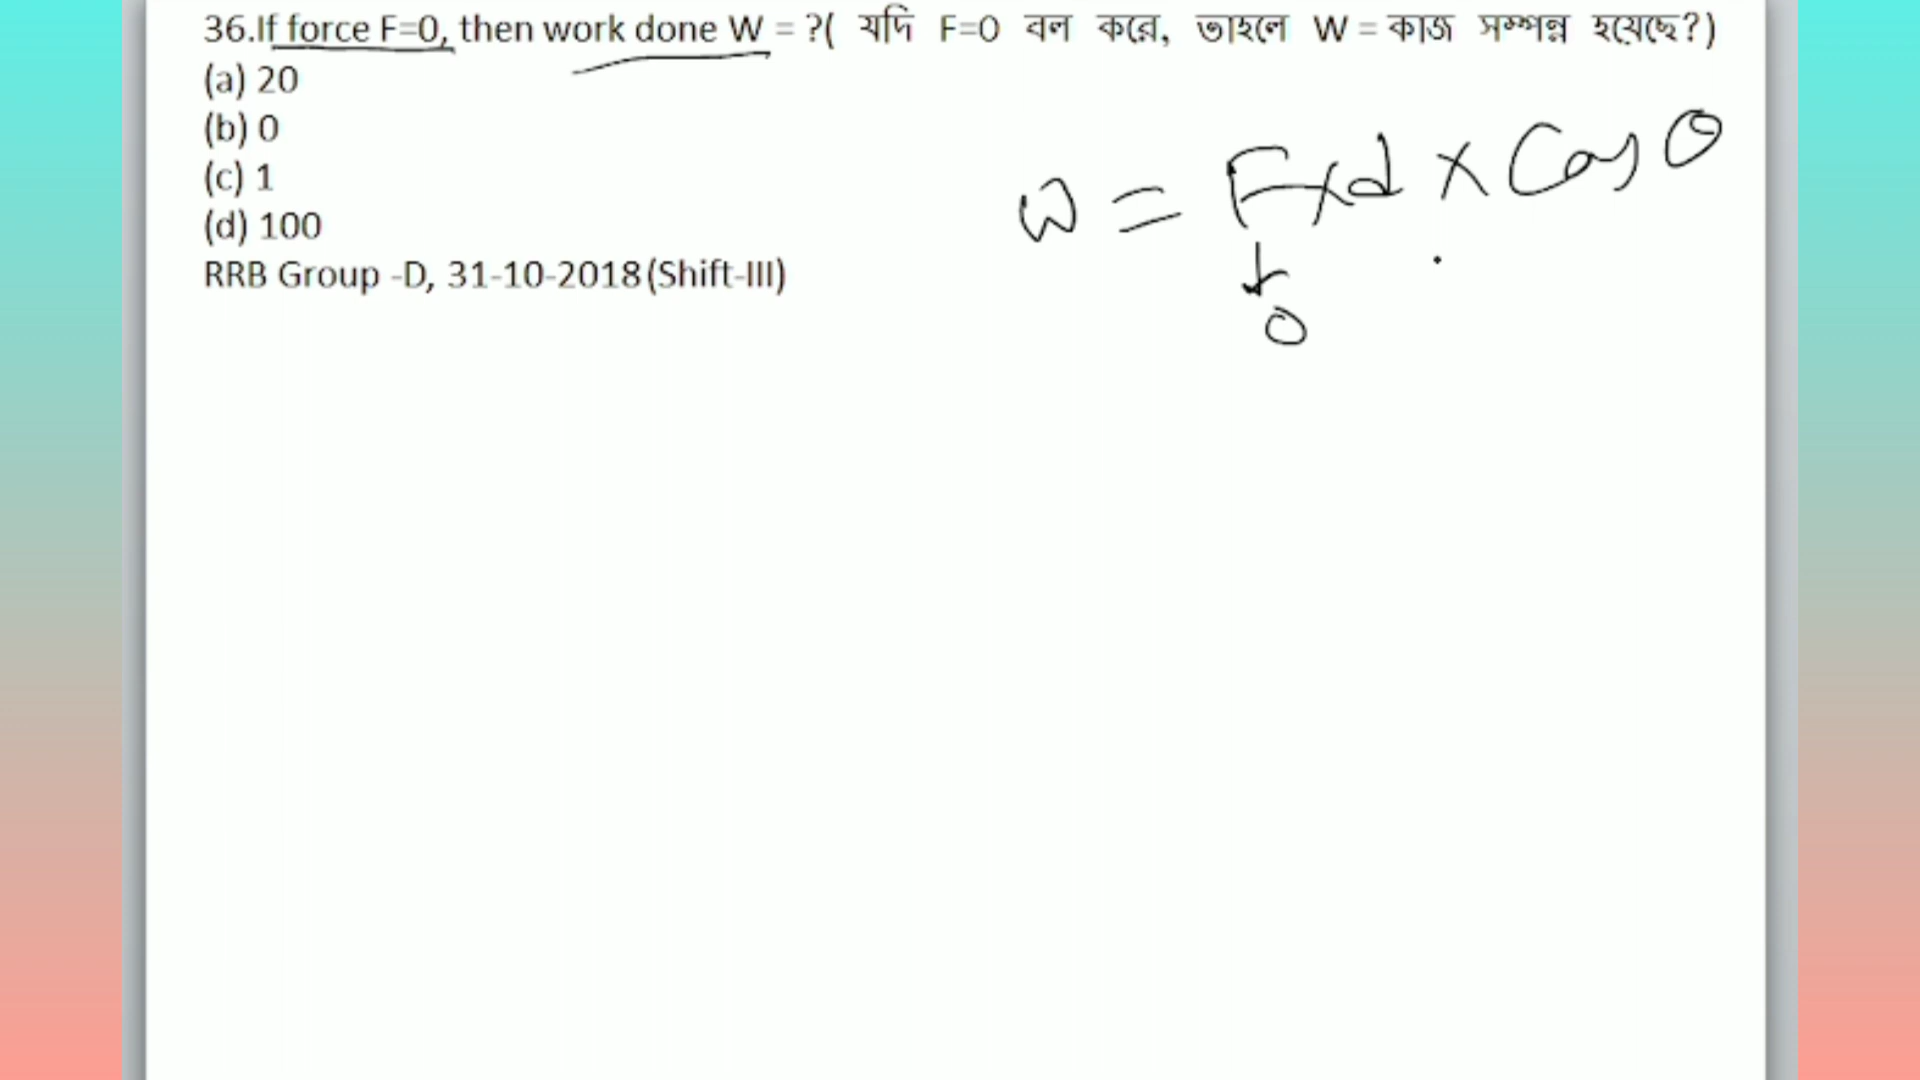 36.If force F=0, then work done W = ?( যদি F=0 বল করে, তাহলে W = কাজ সম্পন্ন হয়েছে?)
(a) 20
(b) 0
(c) 1
(d) 100
RRB Group -D, 31-10-2018(Shift-III)
W = F×d × Cos θ
0